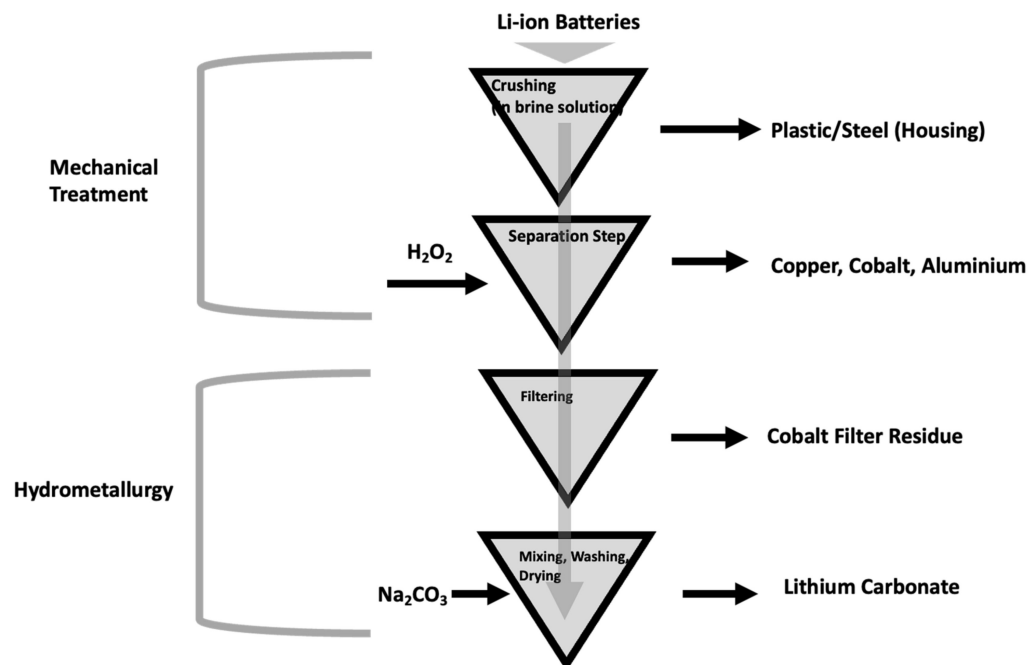 Li-ion Batteries
Crushing
(in brine solution)
Plastic/Steel (Housing)
Mechanical
Treatment
H₂O₂
Separation Step
Copper, Cobalt, Aluminium
Filtering
Cobalt Filter Residue
Hydrometallurgy
Mixing, Washing,
Drying
Na₂CO₃
Lithium Carbonate